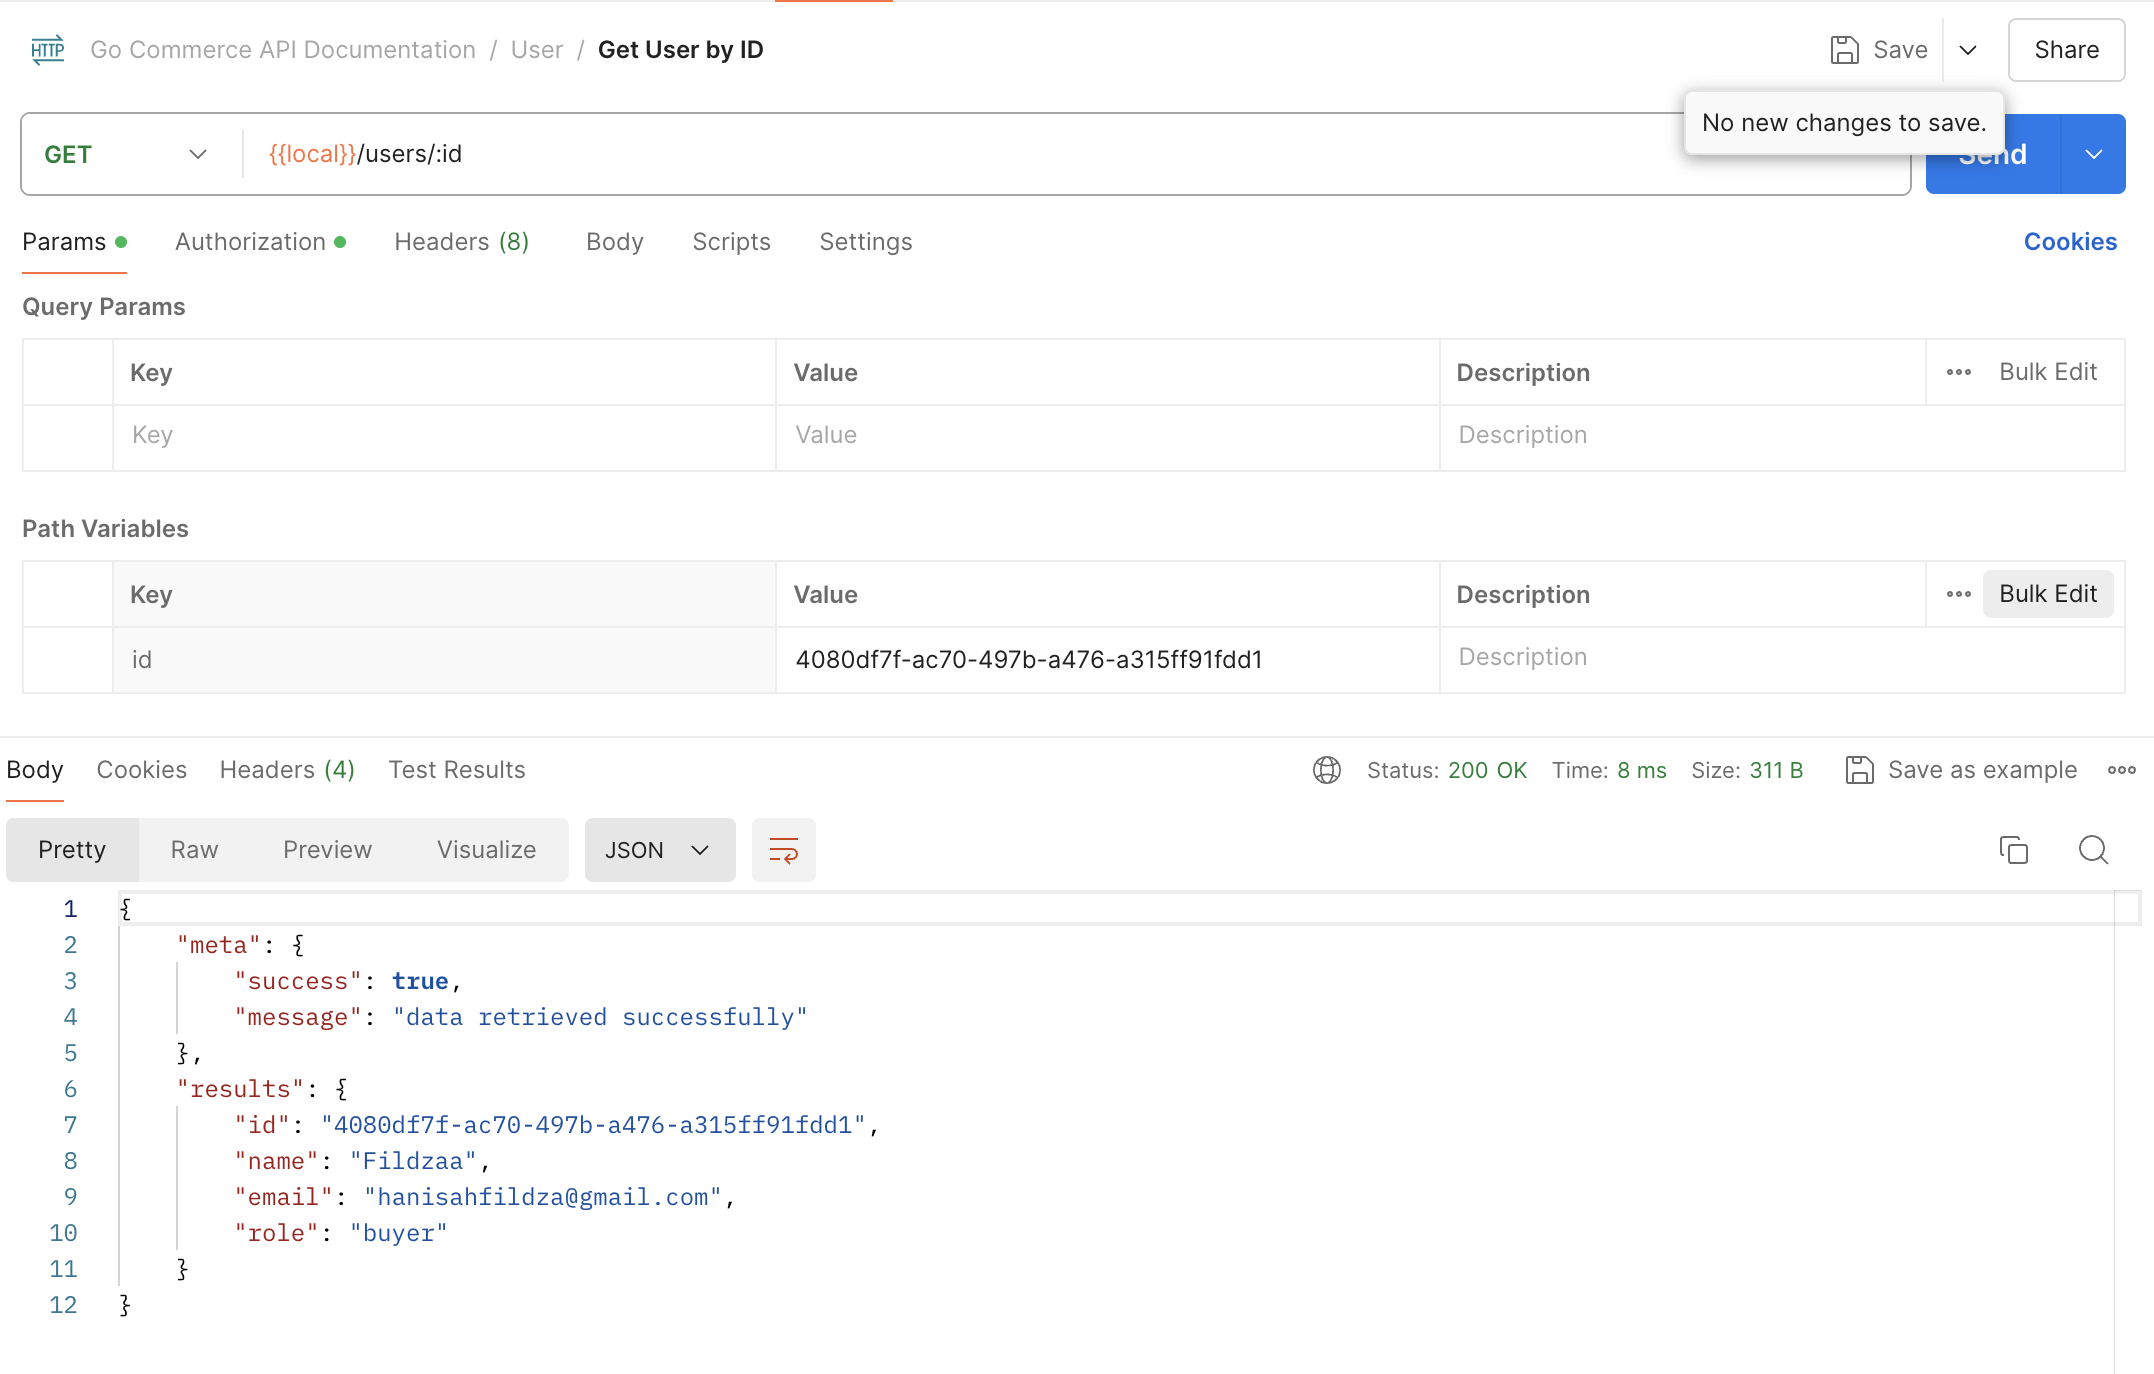 HTTP Go Commerce API Documentation / User / Get User by ID Save Share
No new changes to save.
GET {{local}}/users/:id Send
Params Authorization Headers (8) Body Scripts Settings Cookies
Query Params
Key Value Description Bulk Edit
Key Value Description
Path Variables
Key Value Description Bulk Edit
id 4080df7f-ac70-497b-a476-a315ff91fdd1 Description
Body Cookies Headers (4) Test Results Status: 200 OK Time: 8 ms Size: 311 B Save as example
Pretty Raw Preview Visualize JSON
1 {
2 "meta": {
3 "success": true,
4 "message": "data retrieved successfully"
5 },
6 "results": {
7 "id": "4080df7f-ac70-497b-a476-a315ff91fdd1",
8 "name": "Fildzaa",
9 "email": "hanisahfildza@gmail.com",
10 "role": "buyer"
11 }
12 }